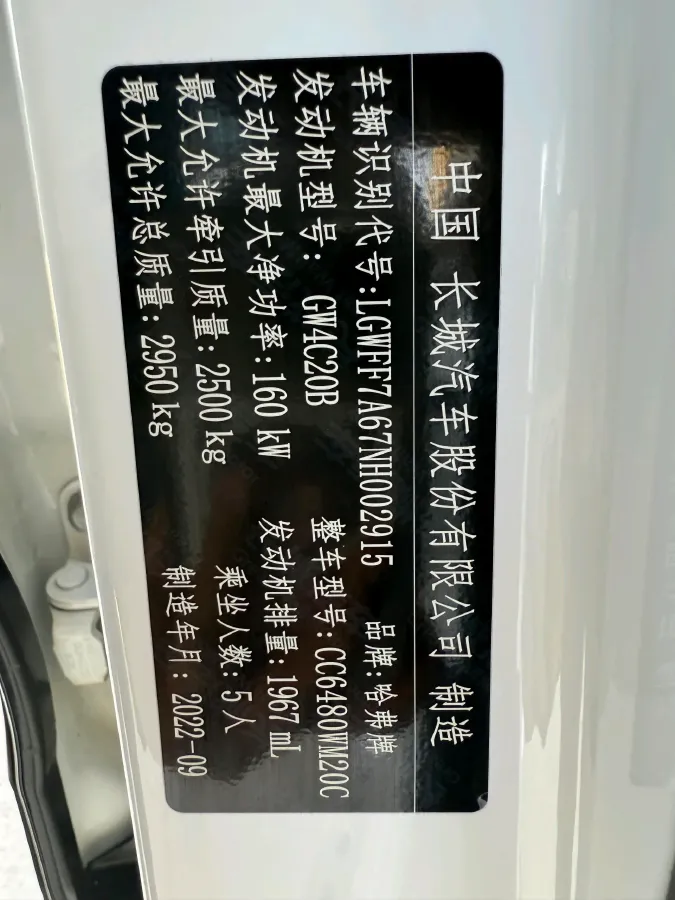 中国 长城汽车股份有限公司 制造
车辆识别代号:LGWFF7A67NH002915 品牌:哈弗牌
发动机型号: GW4C20B 整车型号:CC6480WM20C
发动机最大净功率:160 kW 发动机排量:1967 mL
最大允许牵引质量:2500 kg 乘坐人数:5人
最大允许总质量:2950 kg 制造年月:2022-09